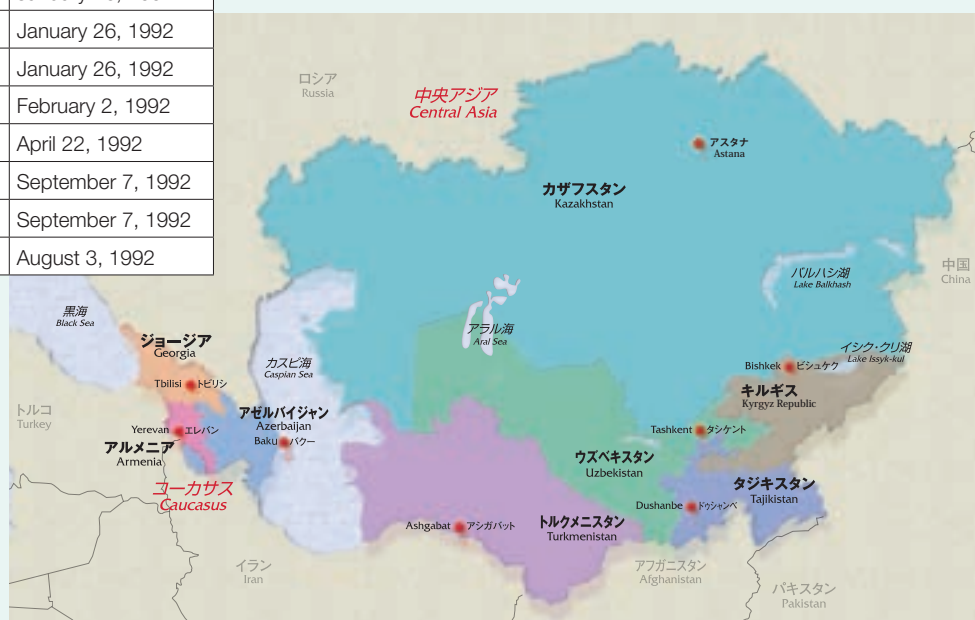 January 26, 1992
January 26, 1992
February 2, 1992
April 22, 1992
September 7, 1992
September 7, 1992
August 3, 1992
ロシア
Russia
中央アジア
Central Asia
アスタナ
Astana
カザフスタン
Kazakhstan
中国
China
バルハシ湖
Lake Balkhash
黒海
Black Sea
アラル海
Aral Sea
ジョージア
Georgia
イシク・クリ湖
Lake Issyk-kul
カスピ海
Caspian Sea
Bishkek ビシュケク
Tbilisi トビリシ
キルギス
Kyrgyz Republic
トルコ
Turkey
アゼルバイジャン
Azerbaijan
Yerevan エレバン
Baku バクー
Tashkent タシケント
アルメニア
Armenia
ウズベキスタン
Uzbekistan
コーカサス
Caucasus
タジキスタン
Tajikistan
Dushanbe ドゥシャンベ
Ashgabat アシガバット
トルクメニスタン
Turkmenistan
イラン
Iran
アフガニスタン
Afghanistan
パキスタン
Pakistan